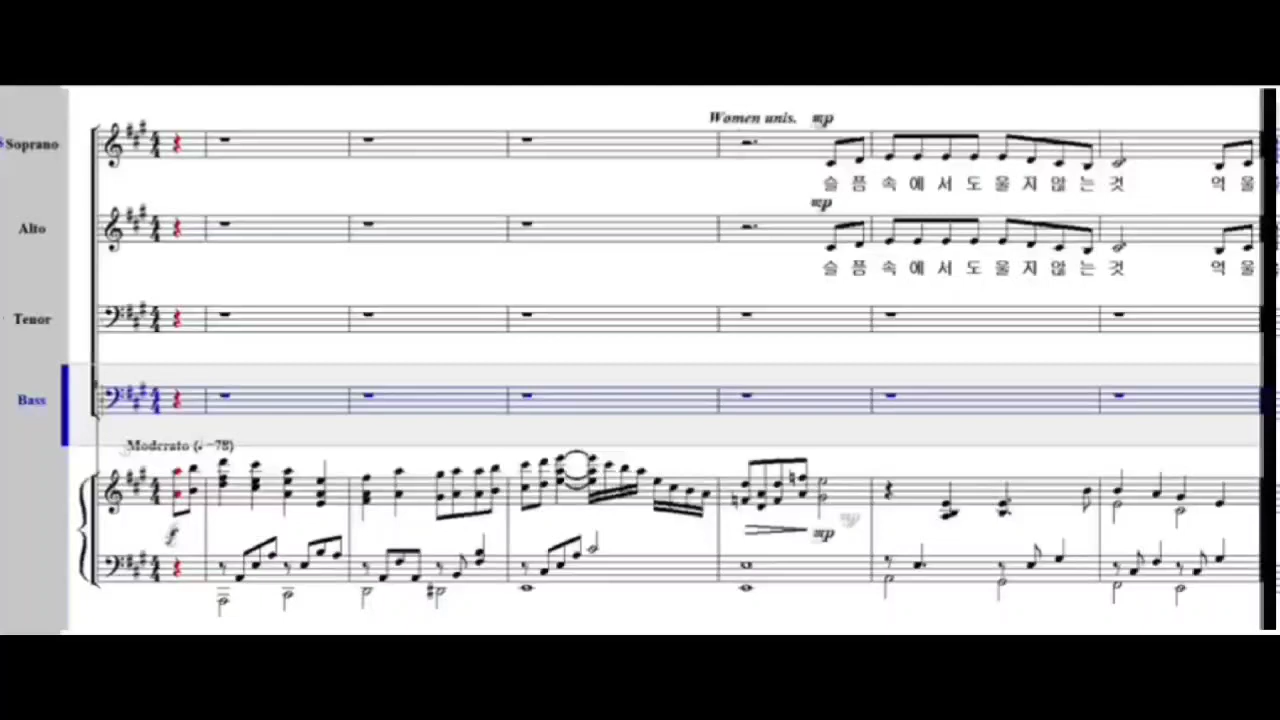 Women unis. mp
Soprano
슬픔 속에서도 울지 않는 것 억울
mp
Alto
슬픔 속에서도 울지 않는 것 억울
Tenor
Bass
Moderato (♩=78)
f
mp
mp